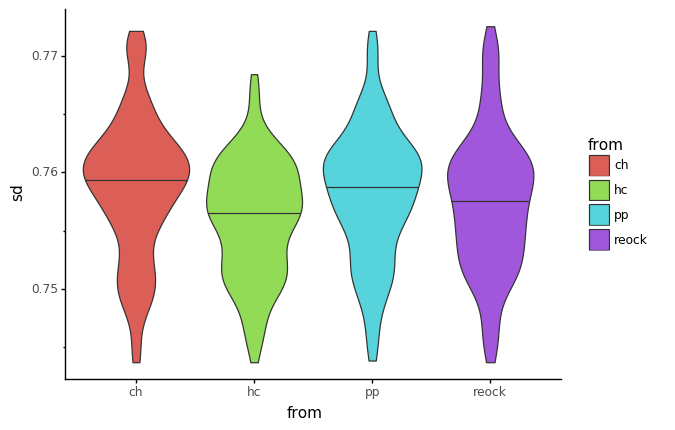 0.77
0.76
0.75
sd
ch
hc
pp
reock
from
from
ch
hc
pp
reock